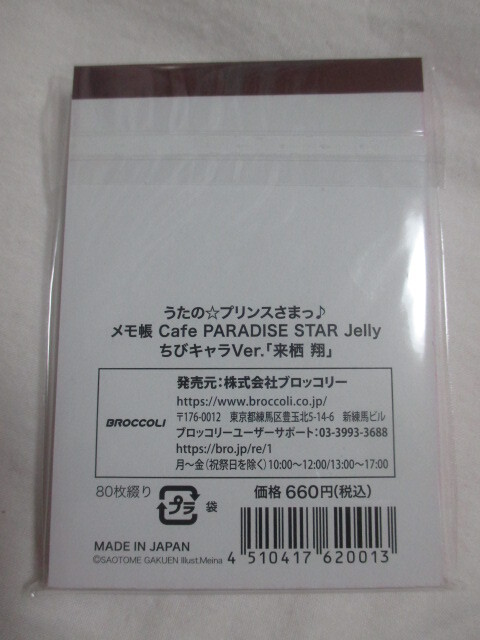 うたの☆プリンスさまっ♪
メモ帳 Cafe PARADISE STAR Jelly
ちびキャラVer.「来栖 翔」
発売元:株式会社ブロッコリー
https://www.broccoli.co.jp/
BROCCOLI
〒176-0012 東京都練馬区豊玉北5-14-6 新練馬ビル
ブロッコリーユーザーサポート:03-3993-3688
https://bro.jp/re/1
月〜金(祝祭日を除く)10:00〜12:00/13:00〜17:00
80枚綴り
プラ
袋
価格 660円(税込)
MADE IN JAPAN
©SAOTOME GAKUEN Illust.Meina
4 510417 620013